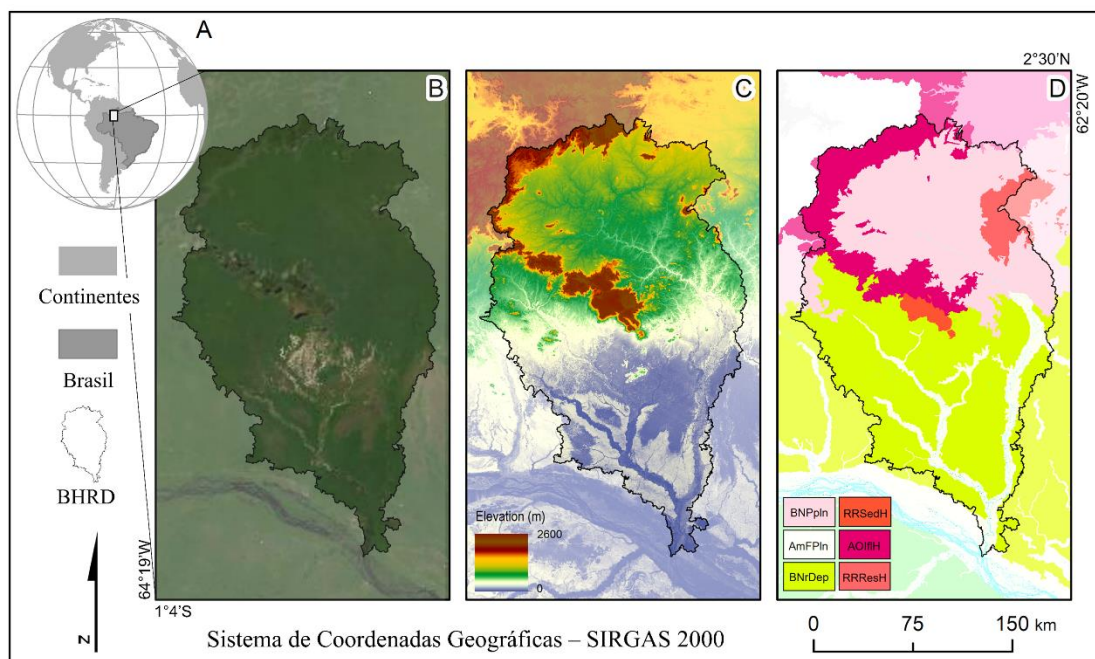 A
B
C
D
2°30'N
62°20'W
Continentes
Brasil
BHRD
N
64°19'W
1°4'S
Elevation (m)
2600
0
BNPpln
RRSedH
AmFPln
AOIflH
BNrDep
RRResH
Sistema de Coordenadas Geográficas – SIRGAS 2000
0 75 150 km